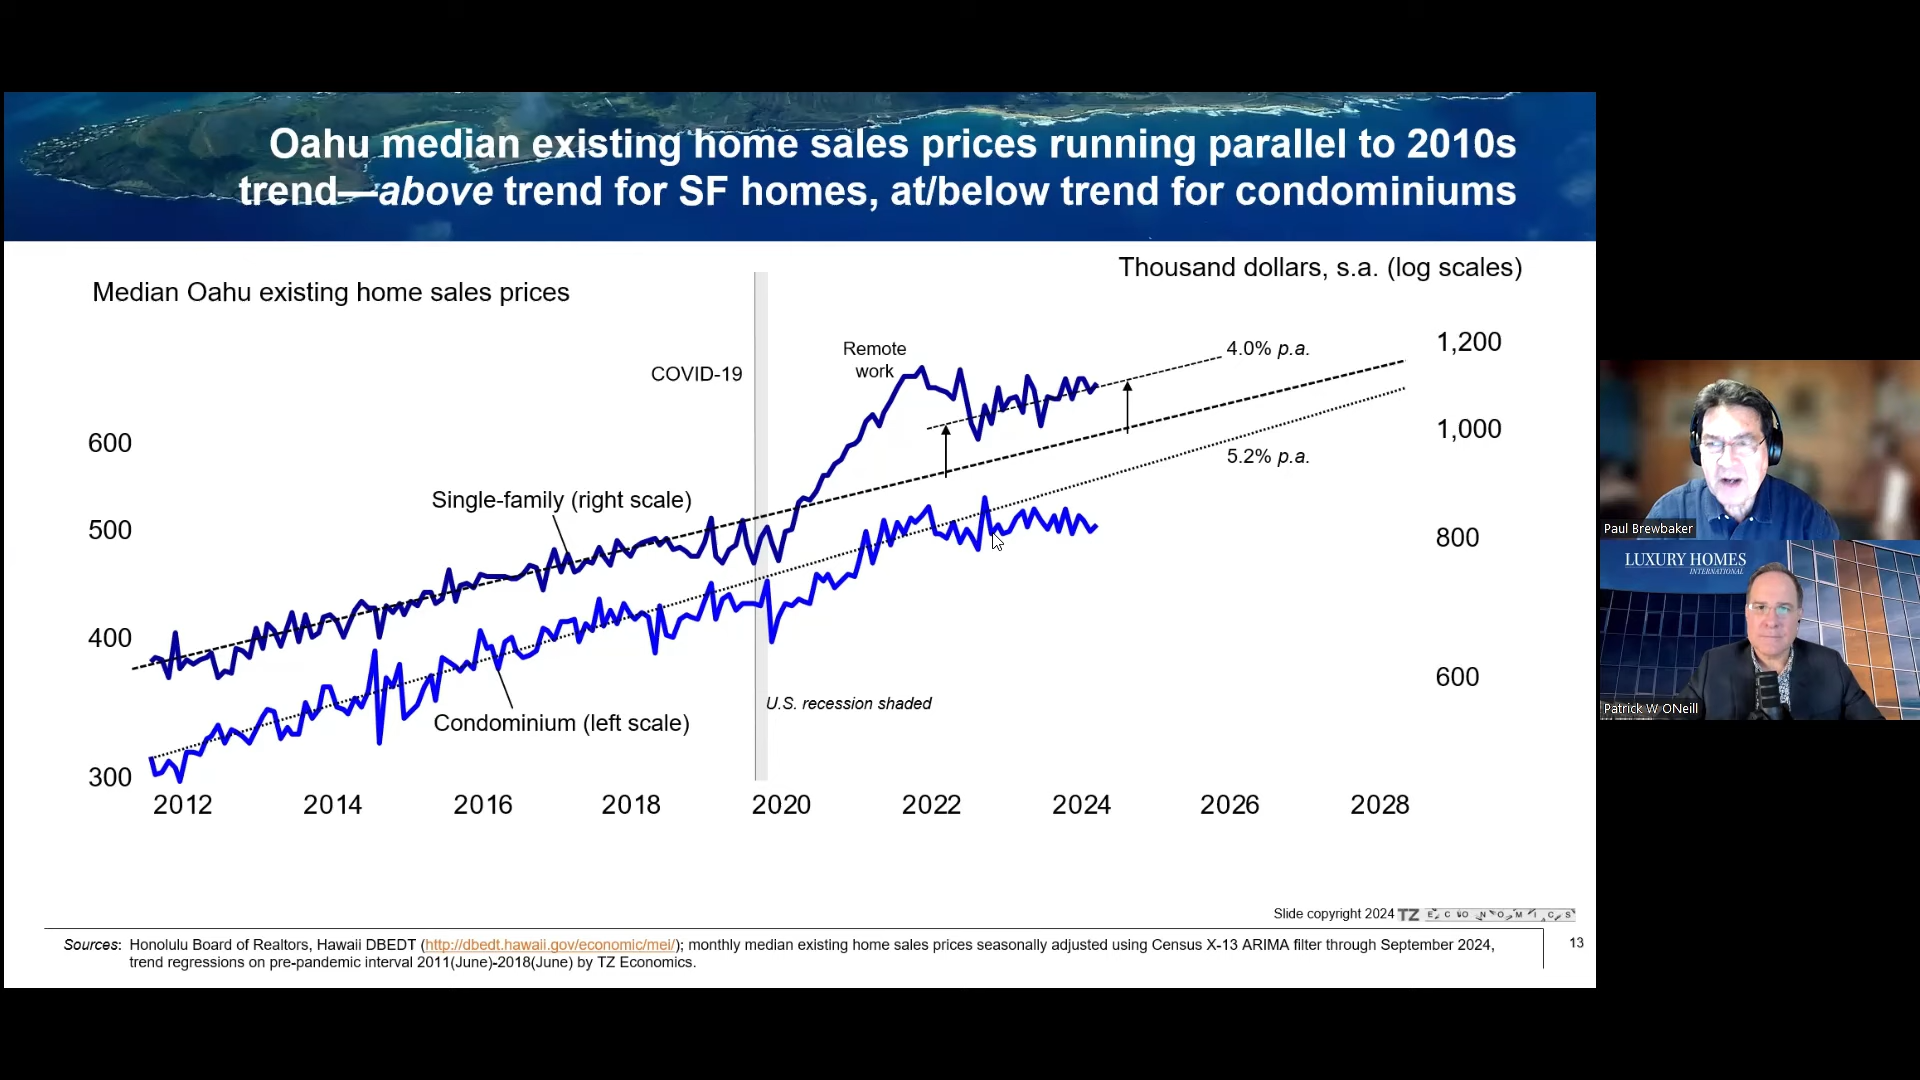 Oahu median existing home sales prices running parallel to 2010s
trend—above trend for SF homes, at/below trend for condominiums
Thousand dollars, s.a. (log scales)
Median Oahu existing home sales prices
1,200
1,000
800
600
600
500
400
300
COVID-19
Remote
work
4.0% p.a.
5.2% p.a.
Single-family (right scale)
Condominium (left scale)
U.S. recession shaded
2012
2014
2016
2018
2020
2022
2024
2026
2028
Slide copyright 2024 TZ ECONOMICS
Sources: Honolulu Board of Realtors, Hawaii DBEDT (http://dbedt.hawaii.gov/economic/mei/); monthly median existing home sales prices seasonally adjusted using Census X-13 ARIMA filter through September 2024,
trend regressions on pre-pandemic interval 2011(June)-2018(June) by TZ Economics.
13
Paul Brewbaker
LUXURY HOMES
INTERNATIONAL
Patrick W ONeill